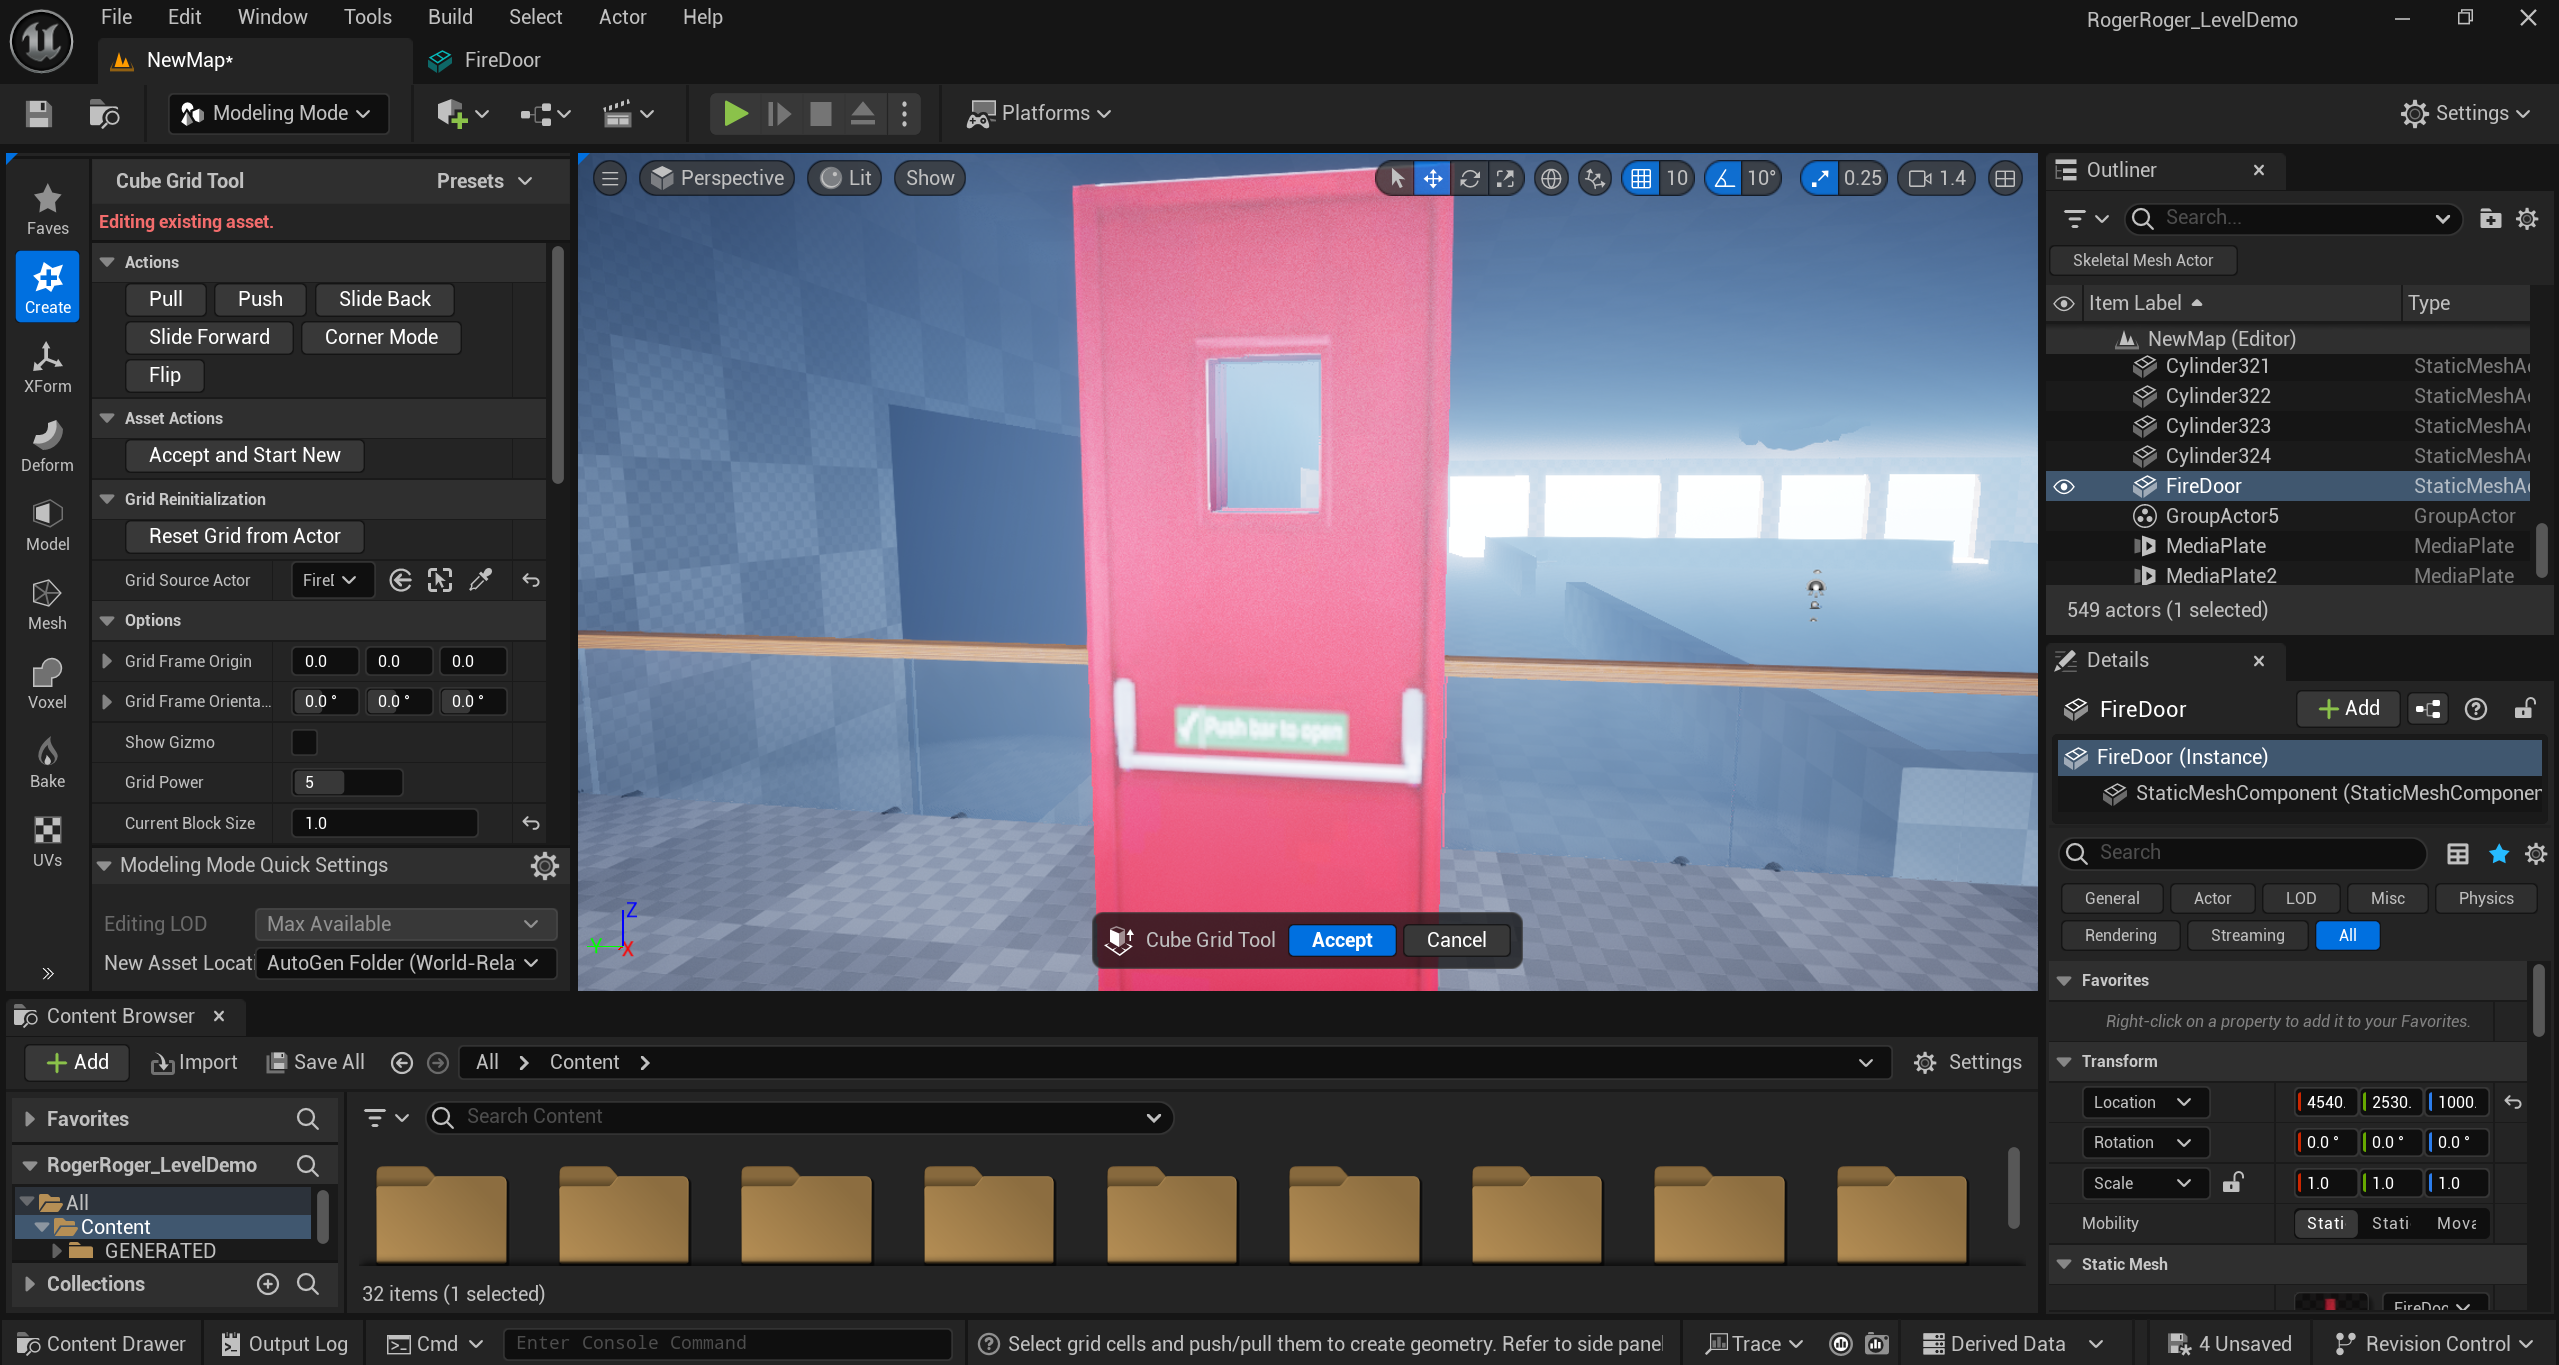 File Edit Window Tools Build Select Actor Help
RogerRoger_LevelDemo
NewMap*
FireDoor
Modeling Mode
Platforms
Settings
Cube Grid Tool
Presets
Editing existing asset.
Faves
Create
XForm
Deform
Model
Mesh
Voxel
Bake
UVs
Actions
Pull Push Slide Back
Slide Forward Corner Mode
Flip
Asset Actions
Accept and Start New
Grid Reinitialization
Reset Grid from Actor
Grid Source Actor
Options
Grid Frame Origin 0.0 0.0 0.0
Grid Frame Orienta... 0.0 ° 0.0 ° 0.0 °
Show Gizmo
Grid Power 5
Current Block Size 1.0
Modeling Mode Quick Settings
Editing LOD Max Available
New Asset Locati AutoGen Folder (World-Rela
Perspective Lit Show
10 10° 0.25 1.4
Push bar to open
Cube Grid Tool Accept Cancel
Z
Y
X
Outliner
Search...
Skeletal Mesh Actor
Item Label Type
NewMap (Editor)
Cylinder321 StaticMeshA
Cylinder322 StaticMeshA
Cylinder323 StaticMeshA
Cylinder324 StaticMeshA
FireDoor StaticMeshA
GroupActor5 GroupActor
MediaPlate MediaPlate
MediaPlate2 MediaPlate
549 actors (1 selected)
Details
FireDoor Add
FireDoor (Instance)
StaticMeshComponent (StaticMeshComponen
Search
General Actor LOD Misc Physics
Rendering Streaming All
Favorites
Right-click on a property to add it to your Favorites.
Transform
Location 4540. 2530. 1000.
Rotation 0.0 ° 0.0 ° 0.0 °
Scale 1.0 1.0 1.0
Mobility Stati Stati Mova
Static Mesh
Content Browser
Add Import Save All All Content
Settings
Favorites
RogerRoger_LevelDemo
All
Content
GENERATED
Collections
Search Content
32 items (1 selected)
Content Drawer Output Log Cmd Enter Console Command
Select grid cells and push/pull them to create geometry. Refer to side pane
Trace
Derived Data
4 Unsaved
Revision Control